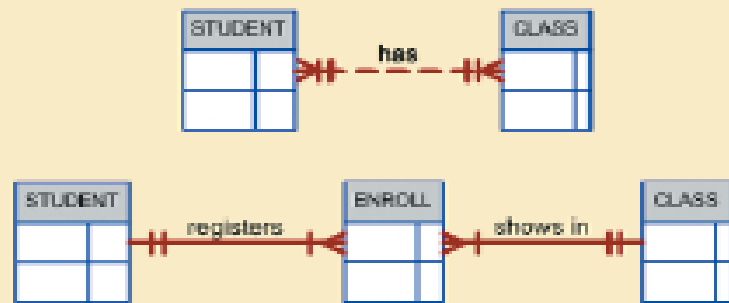 STUDENT CLASS
has
STUDENT ENROLL CLASS
registers shows in